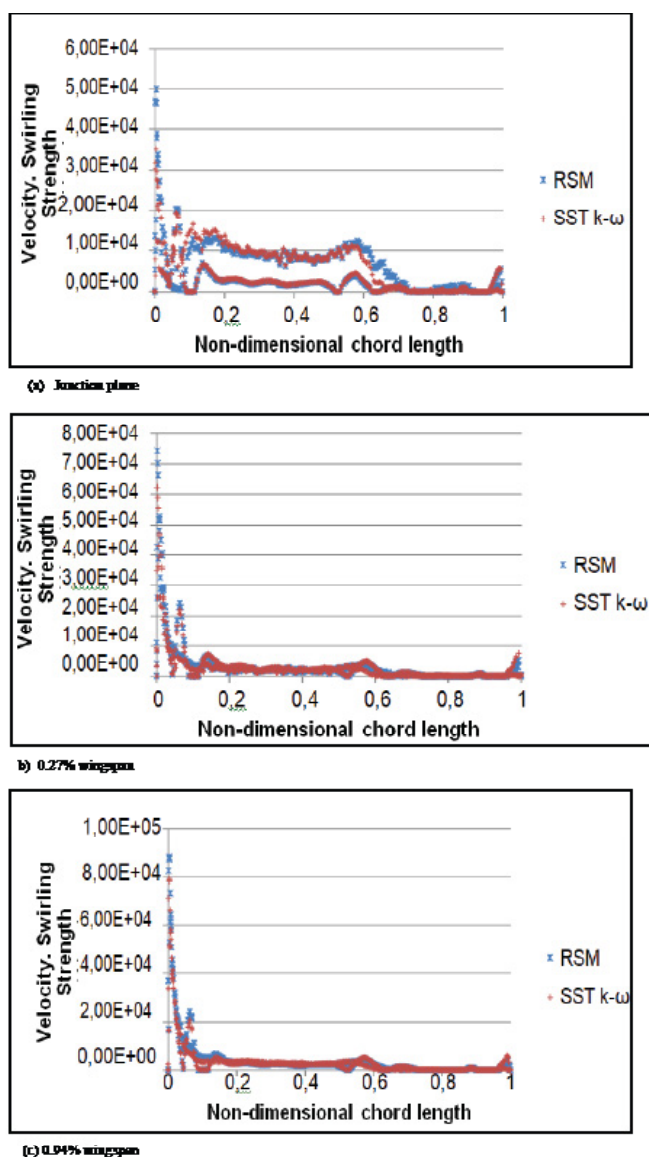 6,00E+04
5,00E+04
4,00E+04
3,00E+04
2,00E+04
1,00E+04
0,00E+00
Velocity. Swirling
Strength
0 0,2 0,4 0,6 0,8 1
Non-dimensional chord length
RSM
SST k-ω
(a) Junction plane
8,00E+04
7,00E+04
6,00E+04
5,00E+04
4,00E+04
3,00E+04
2,00E+04
1,00E+04
0,00E+00
Velocity. Swirling
Strength
0 0,2 0,4 0,6 0,8 1
Non-dimensional chord length
RSM
SST k-ω
b) 0.27% wingspan
1,00E+05
8,00E+04
6,00E+04
4,00E+04
2,00E+04
0,00E+00
Velocity. Swirling
Strength
0 0,2 0,4 0,6 0,8 1
Non-dimensional chord length
RSM
SST k-ω
(c) 0.94% wingspan